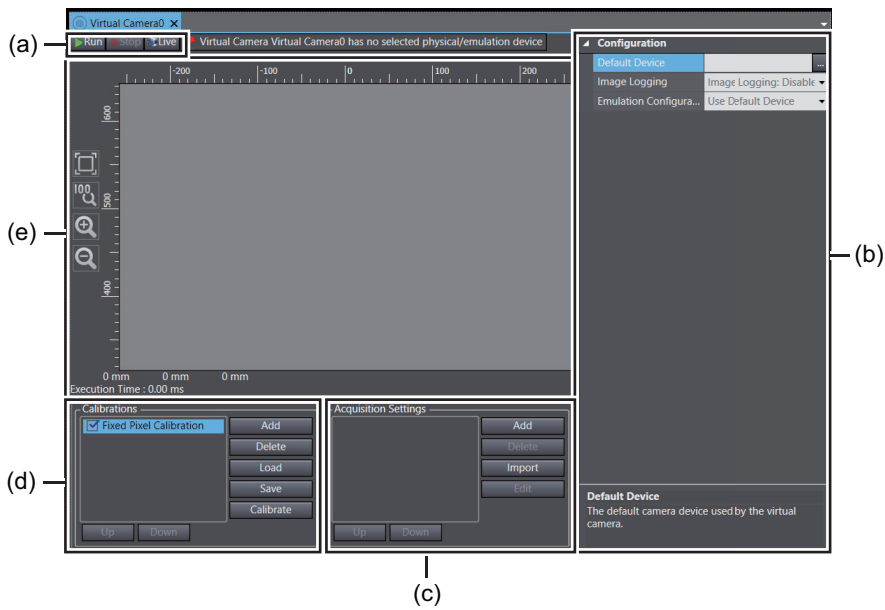 Virtual Camera0
(a)
Run Stop Live Virtual Camera Virtual Camera0 has no selected physical/emulation device
Configuration
Default Device ...
Image Logging Image Logging: Disable
Emulation Configura... Use Default Device
-200 -100 0 100 200
600
100
500
(e)
(b)
400
0 mm 0 mm 0 mm
Execution Time : 0.00 ms
Calibrations
Fixed Pixel Calibration
Add
Delete
Load
Save
Calibrate
Up Down
(d)
Acquisition Settings
Add
Delete
Import
Edit
Up Down
(c)
Default Device
The default camera device used by the virtual
camera.